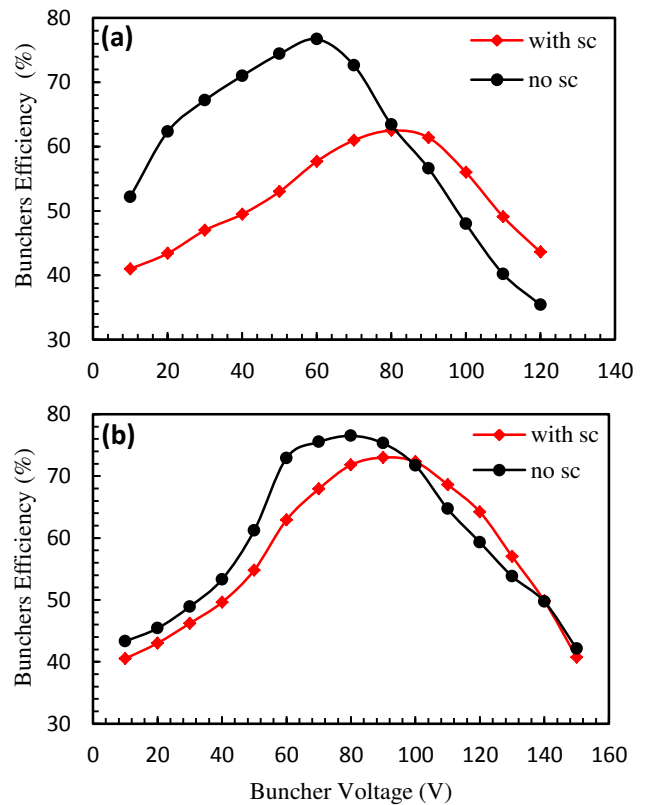 (a)
with sc
no sc
Bunchers Efficiency (%)
80
70
60
50
40
30
0 20 40 60 80 100 120 140
(b)
with sc
no sc
Bunchers Efficiency (%)
80
70
60
50
40
30
0 20 40 60 80 100 120 140 160
Buncher Voltage (V)